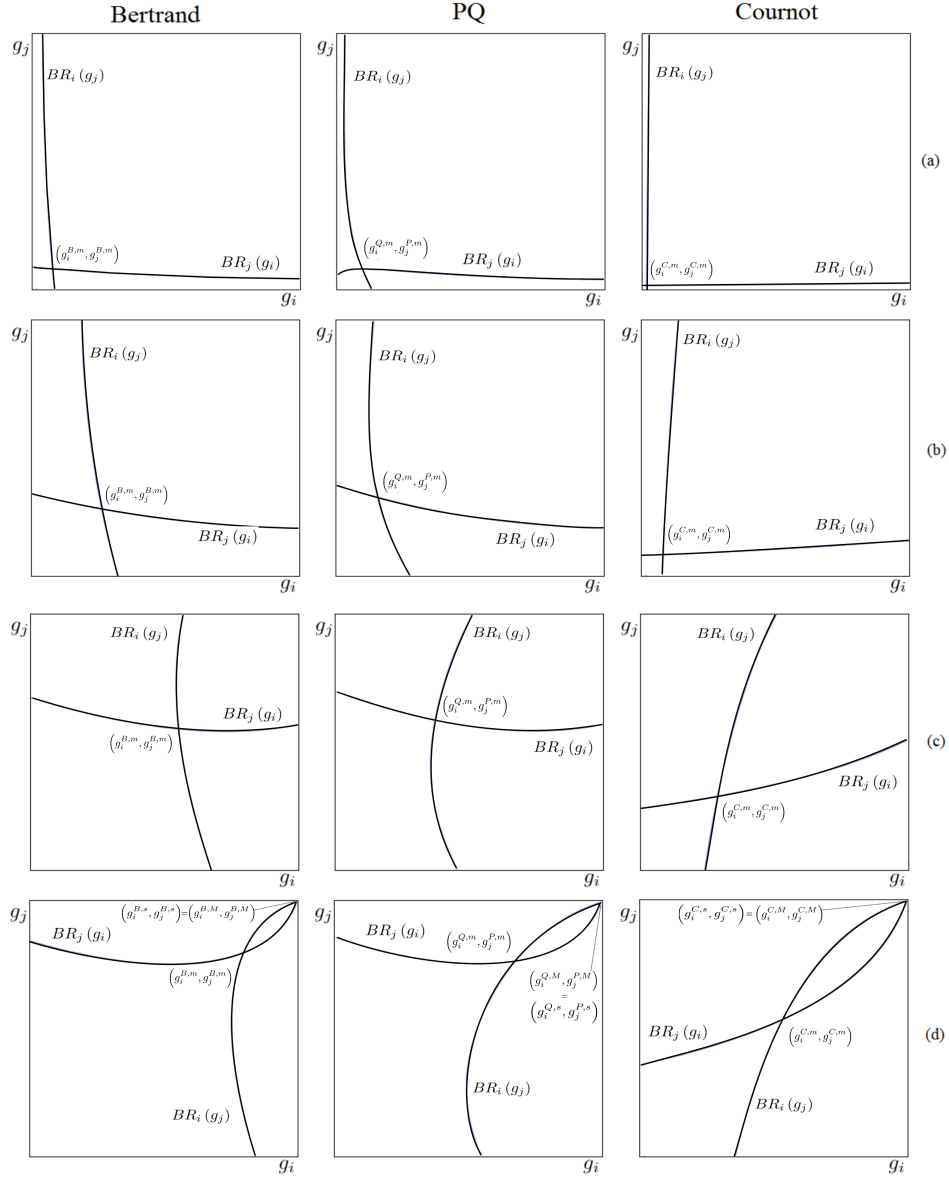 Bertrand PQ Cournot
g_j g_j g_j
BR_i (g_j) BR_i (g_j) BR_i (g_j)
(a)
(g_i^{B,m}, g_j^{B,m}) (g_i^{Q,m}, g_j^{P,m}) (g_i^{C,m}, g_j^{C,m})
BR_j (g_i) BR_j (g_i) BR_j (g_i)
g_i g_i g_i
g_j g_j g_j
BR_i (g_j) BR_i (g_j) BR_i (g_j)
(b)
(g_i^{B,m}, g_j^{B,m}) (g_i^{Q,m}, g_j^{P,m}) (g_i^{C,m}, g_j^{C,m})
BR_j (g_i) BR_j (g_i) BR_j (g_i)
g_i g_i g_i
g_j g_j g_j
BR_i (g_j) BR_i (g_j) BR_i (g_j)
BR_j (g_i) (g_i^{Q,m}, g_j^{P,m})
(g_i^{B,m}, g_j^{B,m}) BR_j (g_i) BR_j (g_i) (c)
(g_i^{C,m}, g_j^{C,m})
g_i g_i g_i
g_j g_j g_j
(g_i^{B,s}, g_j^{B,s})=(g_i^{B,M}, g_j^{B,M}) (g_i^{C,s}, g_j^{C,s}) = (g_i^{C,M}, g_j^{C,M})
BR_j (g_i) BR_j (g_i) (g_i^{Q,m}, g_j^{P,m})
(g_i^{B,m}, g_j^{B,m}) (g_i^{Q,M}, g_j^{P,M})
=
(g_i^{Q,s}, g_j^{P,s})
BR_j (g_i) (g_i^{C,m}, g_j^{C,m}) (d)
BR_i (g_j) BR_i (g_j) BR_i (g_j)
g_i g_i g_i